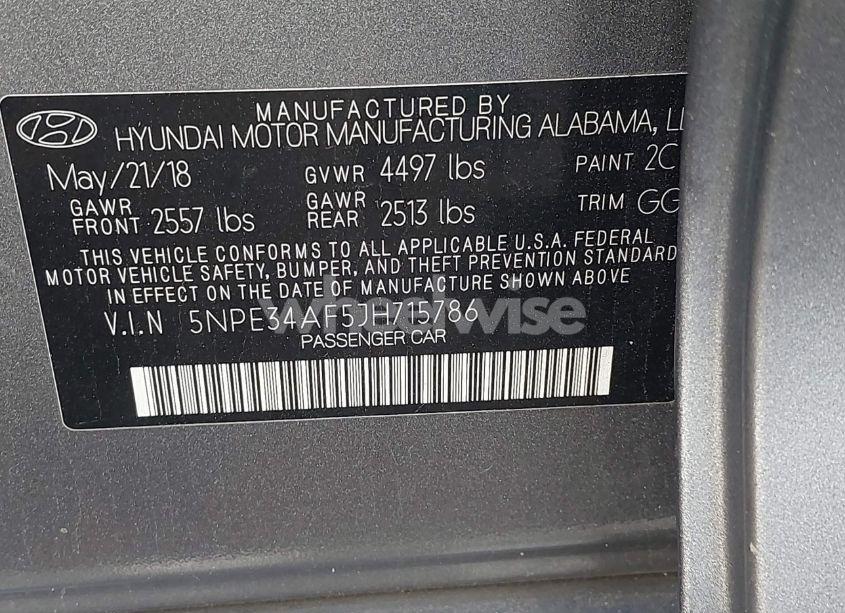 MANUFACTURED BY
HYUNDAI MOTOR MANUFACTURING ALABAMA, LL
May/21/18 GVWR 4497 lbs PAINT 2C
GAWR FRONT 2557 lbs GAWR REAR 2513 lbs TRIM GG
THIS VEHICLE CONFORMS TO ALL APPLICABLE U.S.A. FEDERAL
MOTOR VEHICLE SAFETY, BUMPER, AND THEFT PREVENTION STANDARD
IN EFFECT ON THE DATE OF MANUFACTURE SHOWN ABOVE
V.I.N 5NPE34AF5JH715786
PASSENGER CAR
wheelwise